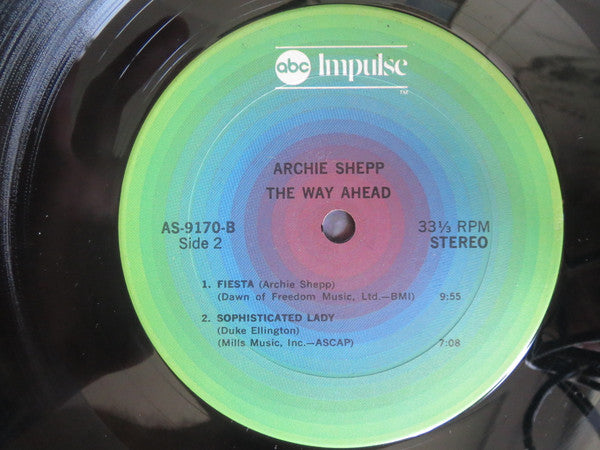 abc Impulse
TM
ARCHIE SHEPP
THE WAY AHEAD
AS-9170-B 33⅓ RPM
Side 2 STEREO
1. FIESTA (Archie Shepp)
(Dawn of Freedom Music, Ltd.—BMI) 9:55
2. SOPHISTICATED LADY
(Duke Ellington)
(Mills Music, Inc.—ASCAP) 7:08